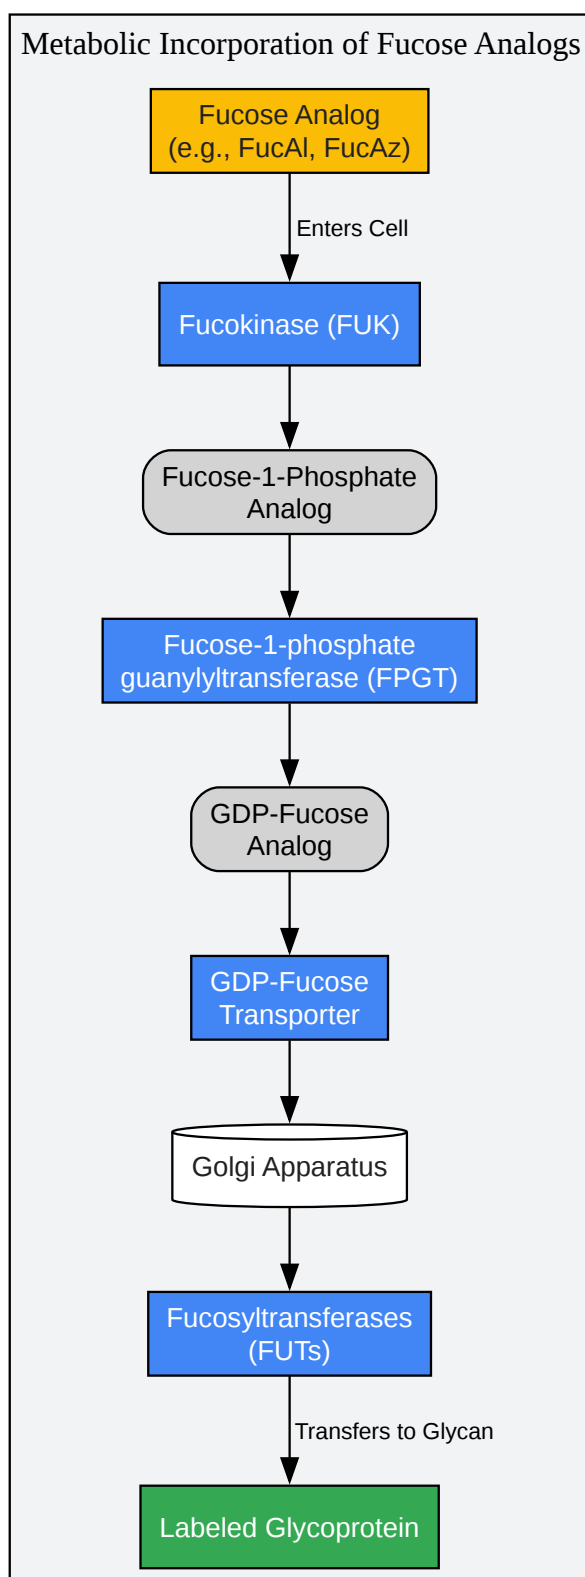 Metabolic Incorporation of Fucose Analogs
Fucose Analog
(e.g., FucAl, FucAz)
Enters Cell
Fucokinase (FUK)
Fucose-1-Phosphate
Analog
Fucose-1-phosphate
guanylyltransferase (FPGT)
GDP-Fucose
Analog
GDP-Fucose
Transporter
Golgi Apparatus
Fucosyltransferases
(FUTs)
Transfers to Glycan
Labeled Glycoprotein